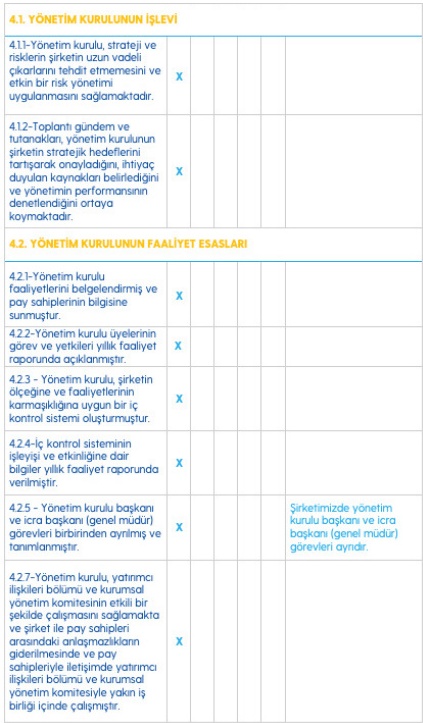 4.1. YÖNETİM KURULUNUN İŞLEVİ
4.1.1-Yönetim kurulu, strateji ve
risklerin şirketin uzun vadeli
çıkarlarını tehdit etmemesini ve
etkin bir risk yönetimi
uygulanmasını sağlamaktadır.
X
4.1.2-Toplantı gündem ve
tutanakları, yönetim kurulunun
şirketin stratejik hedeflerini
tartışarak onayladığını, ihtiyaç
duyulan kaynakları belirlediğini
ve yönetimin performansının
denetlendiğini ortaya
koymaktadır.
X
4.2. YÖNETİM KURULUNUN FAALİYET ESASLARI
4.2.1-Yönetim kurulu
faaliyetlerini belgelendirmiş ve
pay sahiplerinin bilgisine
sunmuştur.
X
4.2.2-Yönetim kurulu üyelerinin
görev ve yetkileri yıllık faaliyet
raporunda açıklanmıştır.
X
4.2.3 - Yönetim kurulu, şirketin
ölçeğine ve faaliyetlerinin
karmaşıklığına uygun bir iç
kontrol sistemi oluşturmuştur.
X
4.2.4-İç kontrol sisteminin
işleyişi ve etkinliğine dair
bilgiler yıllık faaliyet raporunda
verilmiştir.
X
4.2.5 - Yönetim kurulu başkanı
ve icra başkanı (genel müdür)
görevleri birbirinden ayrılmış ve
tanımlanmıştır.
X
Şirketimizde yönetim
kurulu başkanı ve icra
başkanı (genel müdür)
görevleri ayrıdır.
4.2.7-Yönetim kurulu, yatırımcı
ilişkileri bölümü ve kurumsal
yönetim komitesinin etkili bir
şekilde çalışmasını sağlamakta
ve şirket ile pay sahipleri
arasındaki anlaşmazlıkların
giderilmesinde ve pay
sahipleriyle iletişimde yatırımcı
ilişkileri bölümü ve kurumsal
yönetim komitesiyle yakın iş
birliği içinde çalışmıştır.
X